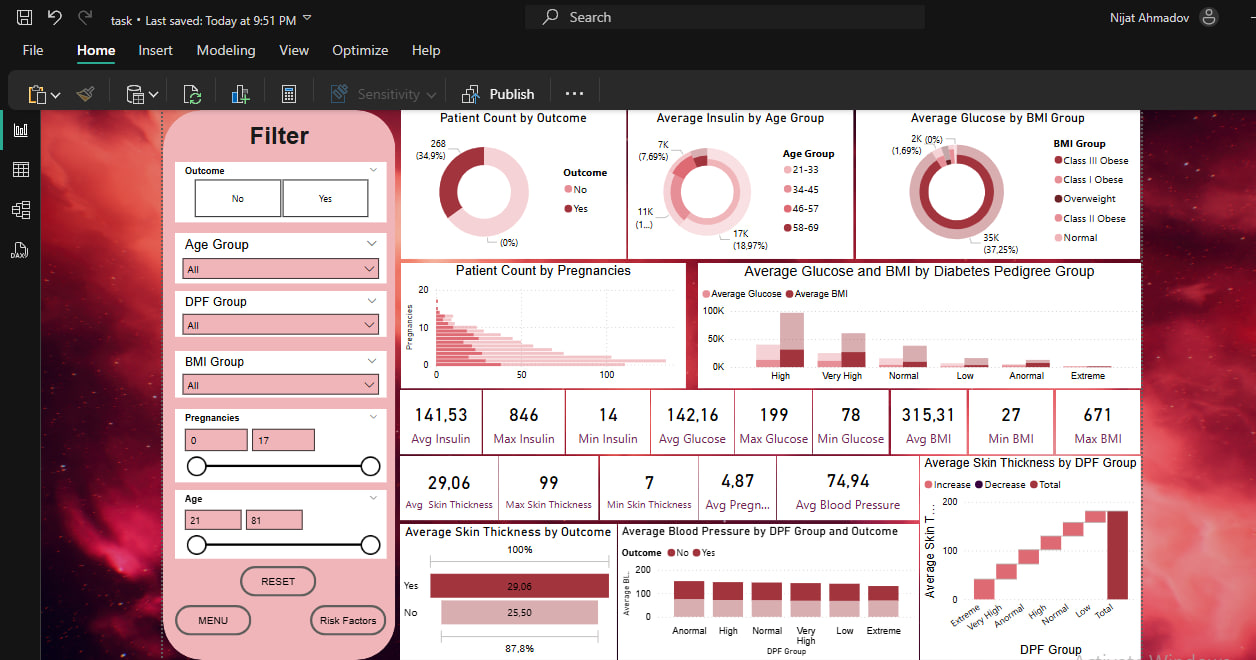 task • Last saved: Today at 9:51 PM
Search
Nijat Ahmadov
File Home Insert Modeling View Optimize Help
Sensitivity
Publish
DAX
Filter
Outcome
No Yes
Age Group
All
DPF Group
All
BMI Group
All
Pregnancies
0 17
Age
21 81
RESET
MENU Risk Factors
Patient Count by Outcome
268
(34,9%)
(0%)
Outcome
No
Yes
Average Insulin by Age Group
7K
(7,69%)
11K
(1...)
17K
(18,97%)
Age Group
21-33
34-45
46-57
58-69
Average Glucose by BMI Group
2K (0%)
(1,69%)
35K
(37,25%)
BMI Group
Class III Obese
Class I Obese
Overweight
Class II Obese
Normal
Patient Count by Pregnancies
Pregnancies
20
10
0
0 50 100
Average Glucose and BMI by Diabetes Pedigree Group
Average Glucose Average BMI
100K
50K
0K
High Very High Normal Low Anormal Extreme
141,53 846 14 142,16 199 78 315,31 27 671
Avg Insulin Max Insulin Min Insulin Avg Glucose Max Glucose Min Glucose Avg BMI Min BMI Max BMI
29,06 99 7 4,87 74,94
Avg Skin Thickness Max Skin Thickness Min Skin Thickness Avg Pregn... Avg Blood Pressure
Average Skin Thickness by Outcome
100%
Yes 29,06
No 25,50
87,8%
Average Blood Pressure by DPF Group and Outcome
Outcome No Yes
Average Bl...
200
100
0
Anormal High Normal Very High Low Extreme
DPF Group
Average Skin Thickness by DPF Group
Increase Decrease Total
Average Skin T...
200
100
0
Extreme Very High Anormal High Normal Low Total
DPF Group
Activate Windows